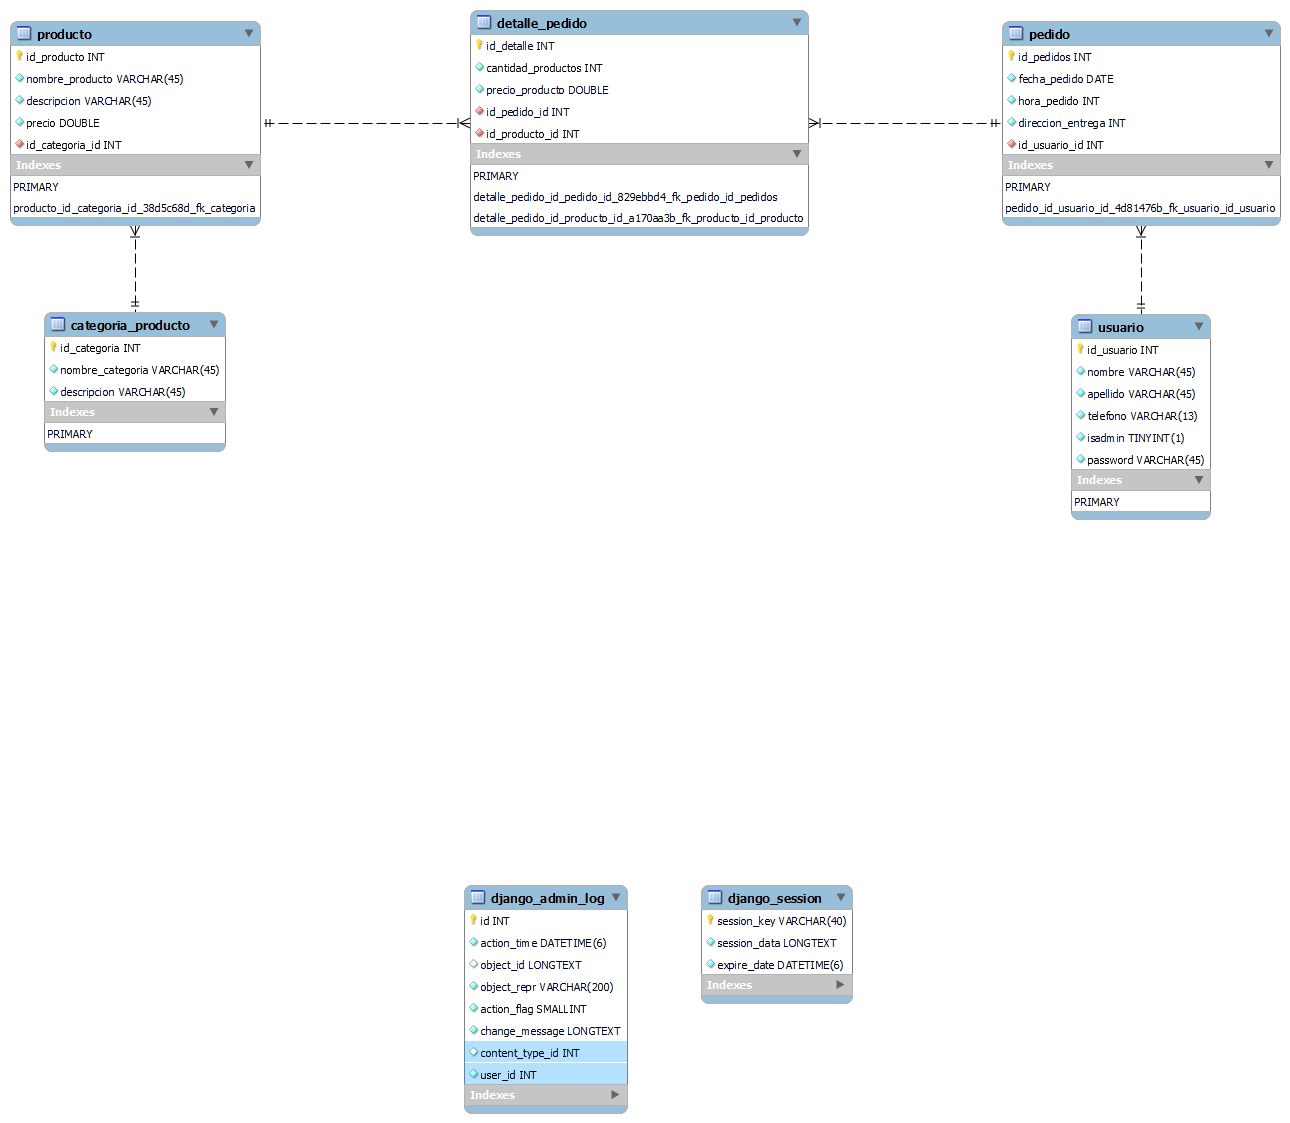 producto
id_producto INT
nombre_producto VARCHAR(45)
descripcion VARCHAR(45)
precio DOUBLE
id_categoria_id INT
Indexes
PRIMARY
producto_id_categoria_id_38d5c68d_fk_categoria
detalle_pedido
id_detalle INT
cantidad_productos INT
precio_producto DOUBLE
id_pedido_id INT
id_producto_id INT
Indexes
PRIMARY
detalle_pedido_id_pedido_id_829ebbd4_fk_pedido_id_pedidos
detalle_pedido_id_producto_id_a170aa3b_fk_producto_id_producto
pedido
id_pedidos INT
fecha_pedido DATE
hora_pedido INT
direccion_entrega INT
id_usuario_id INT
Indexes
PRIMARY
pedido_id_usuario_id_4d81476b_fk_usuario_id_usuario
categoria_producto
id_categoria INT
nombre_categoria VARCHAR(45)
descripcion VARCHAR(45)
Indexes
PRIMARY
usuario
id_usuario INT
nombre VARCHAR(45)
apellido VARCHAR(45)
telefono VARCHAR(13)
isadmin TINYINT(1)
password VARCHAR(45)
Indexes
PRIMARY
django_admin_log
id INT
action_time DATETIME(6)
object_id LONGTEXT
object_repr VARCHAR(200)
action_flag SMALLINT
change_message LONGTEXT
content_type_id INT
user_id INT
Indexes
django_session
session_key VARCHAR(40)
session_data LONGTEXT
expire_date DATETIME(6)
Indexes